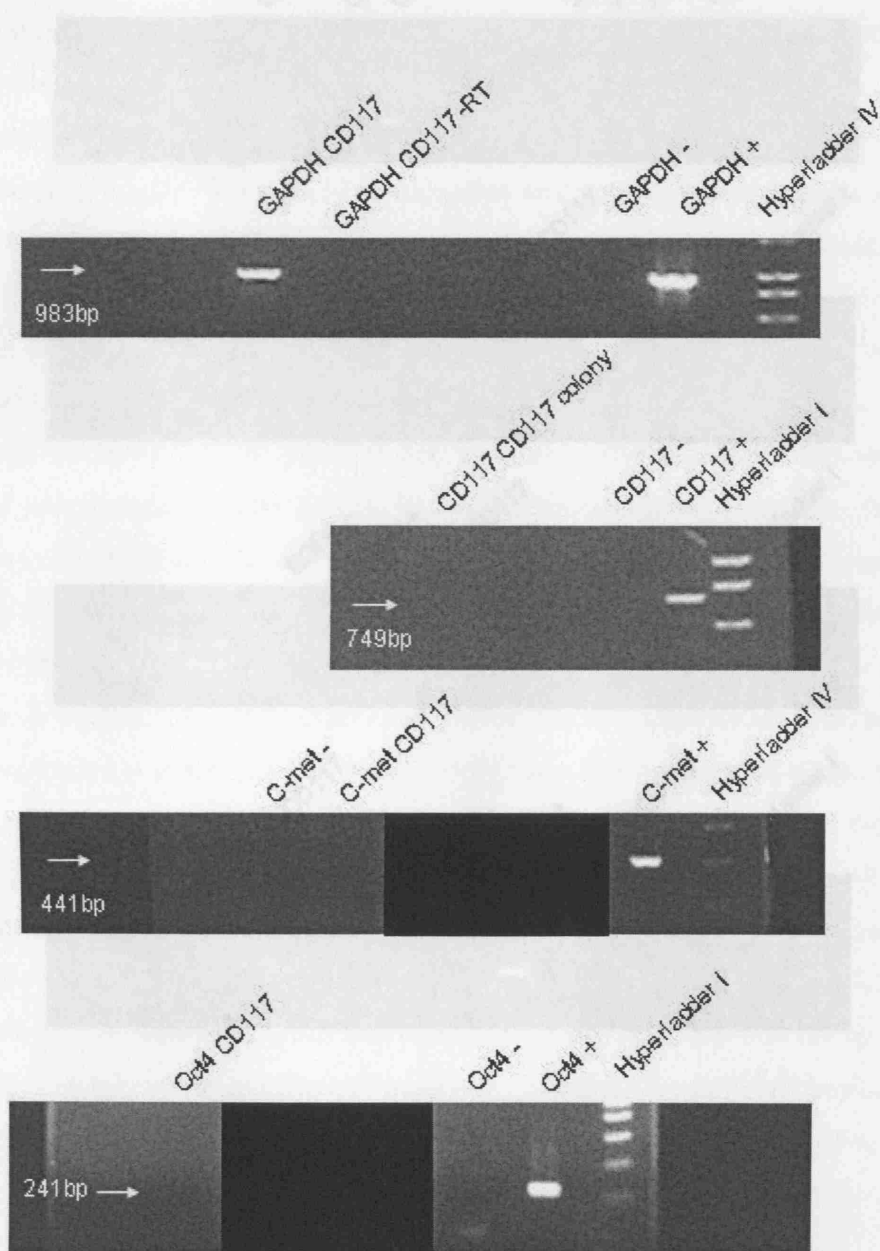 GAPDH CD117
GAPDH CD117 -RT
GAPDH -
GAPDH +
Hyperladder IV
983bp
CD117 CD117 colony
CD117 -
CD117 +
Hyperladder I
749bp
C-met -
C-met CD117
C-met +
Hyperladder IV
441bp
Oct4 CD117
Oct4 -
Oct4 +
Hyperladder I
241bp